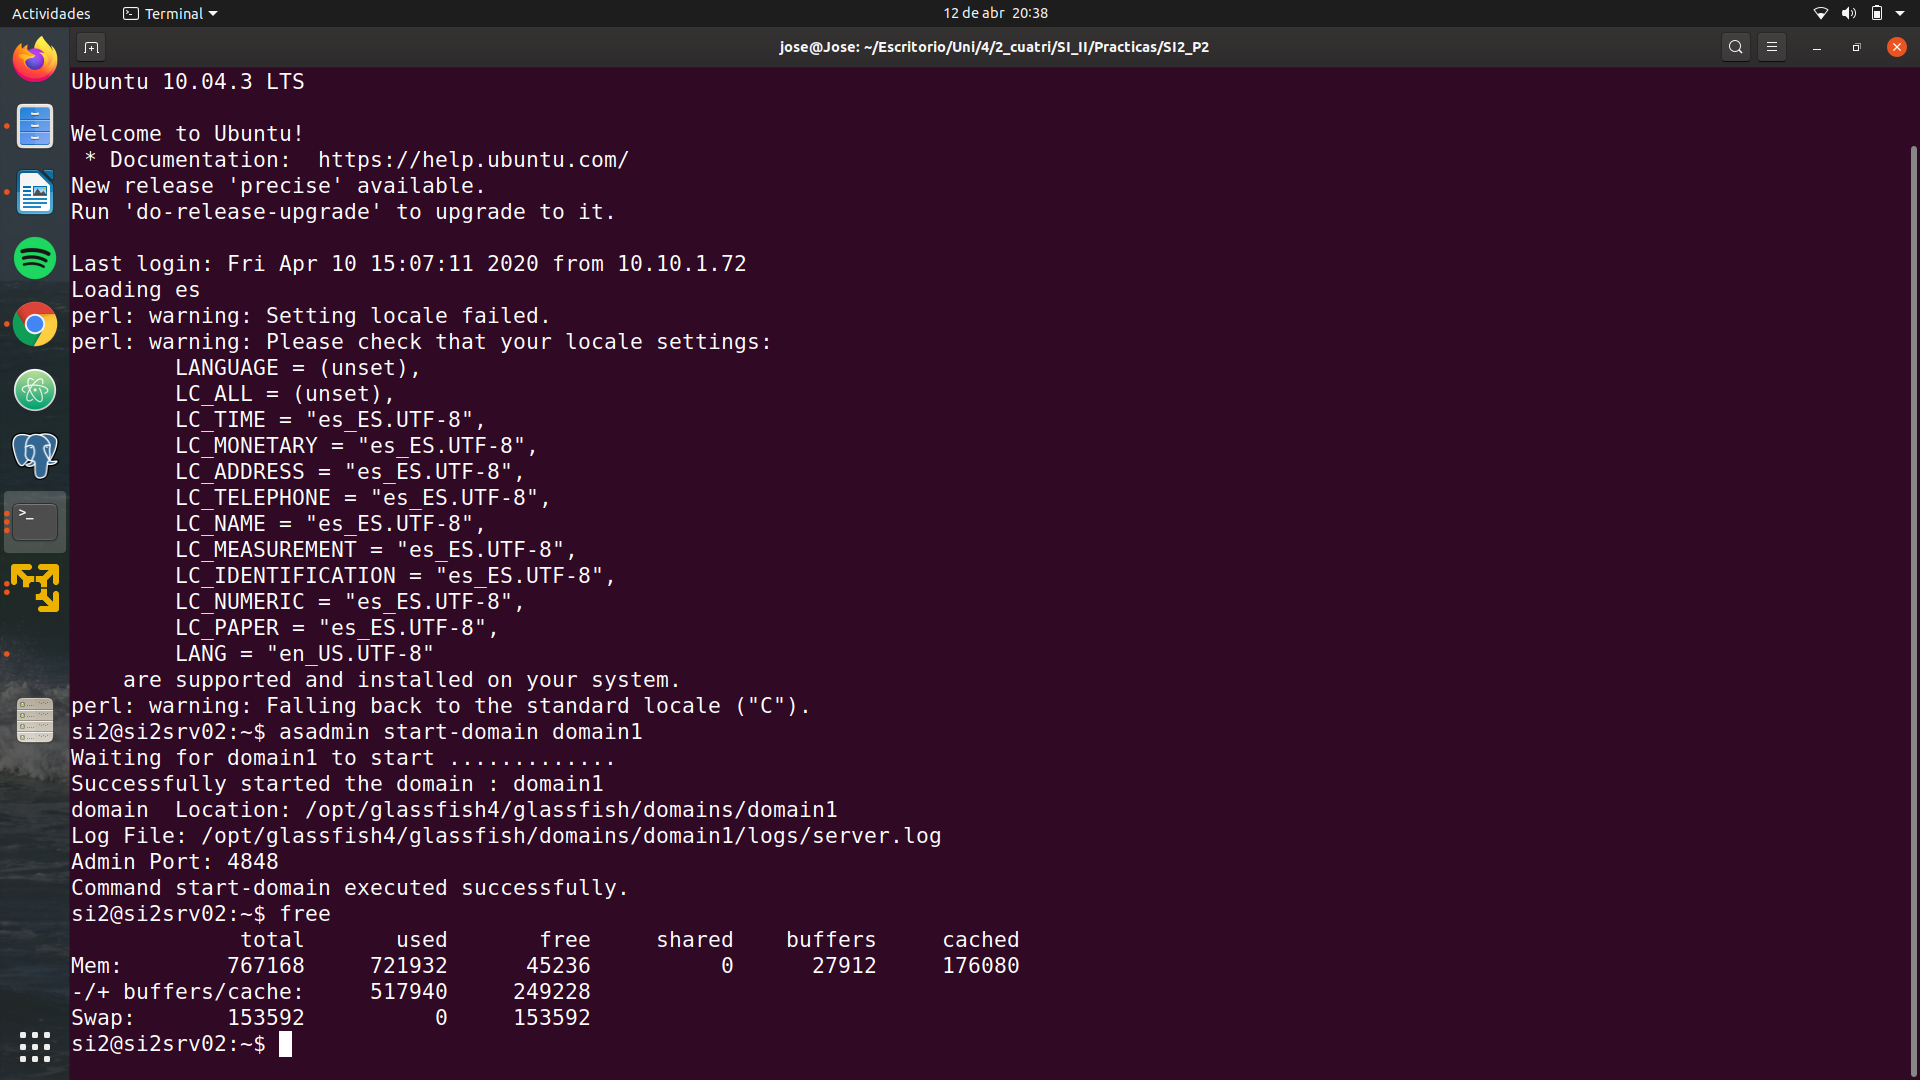 Actividades
Terminal
12 de abr 20:38
jose@Jose: ~/Escritorio/Uni/4/2_cuatri/SI_II/Practicas/SI2_P2
Ubuntu 10.04.3 LTS
Welcome to Ubuntu!
 * Documentation:  https://help.ubuntu.com/
New release 'precise' available.
Run 'do-release-upgrade' to upgrade to it.
Last login: Fri Apr 10 15:07:11 2020 from 10.10.1.72
Loading es
perl: warning: Setting locale failed.
perl: warning: Please check that your locale settings:
        LANGUAGE = (unset),
        LC_ALL = (unset),
        LC_TIME = "es_ES.UTF-8",
        LC_MONETARY = "es_ES.UTF-8",
        LC_ADDRESS = "es_ES.UTF-8",
        LC_TELEPHONE = "es_ES.UTF-8",
        LC_NAME = "es_ES.UTF-8",
        LC_MEASUREMENT = "es_ES.UTF-8",
        LC_IDENTIFICATION = "es_ES.UTF-8",
        LC_NUMERIC = "es_ES.UTF-8",
        LC_PAPER = "es_ES.UTF-8",
        LANG = "en_US.UTF-8"
    are supported and installed on your system.
perl: warning: Falling back to the standard locale ("C").
si2@si2srv02:~$ asadmin start-domain domain1
Waiting for domain1 to start .............
Successfully started the domain : domain1
domain  Location: /opt/glassfish4/glassfish/domains/domain1
Log File: /opt/glassfish4/glassfish/domains/domain1/logs/server.log
Admin Port: 4848
Command start-domain executed successfully.
si2@si2srv02:~$ free
             total       used       free     shared    buffers     cached
Mem:        767168     721932      45236          0      27912     176080
-/+ buffers/cache:     517940     249228
Swap:       153592          0     153592
si2@si2srv02:~$